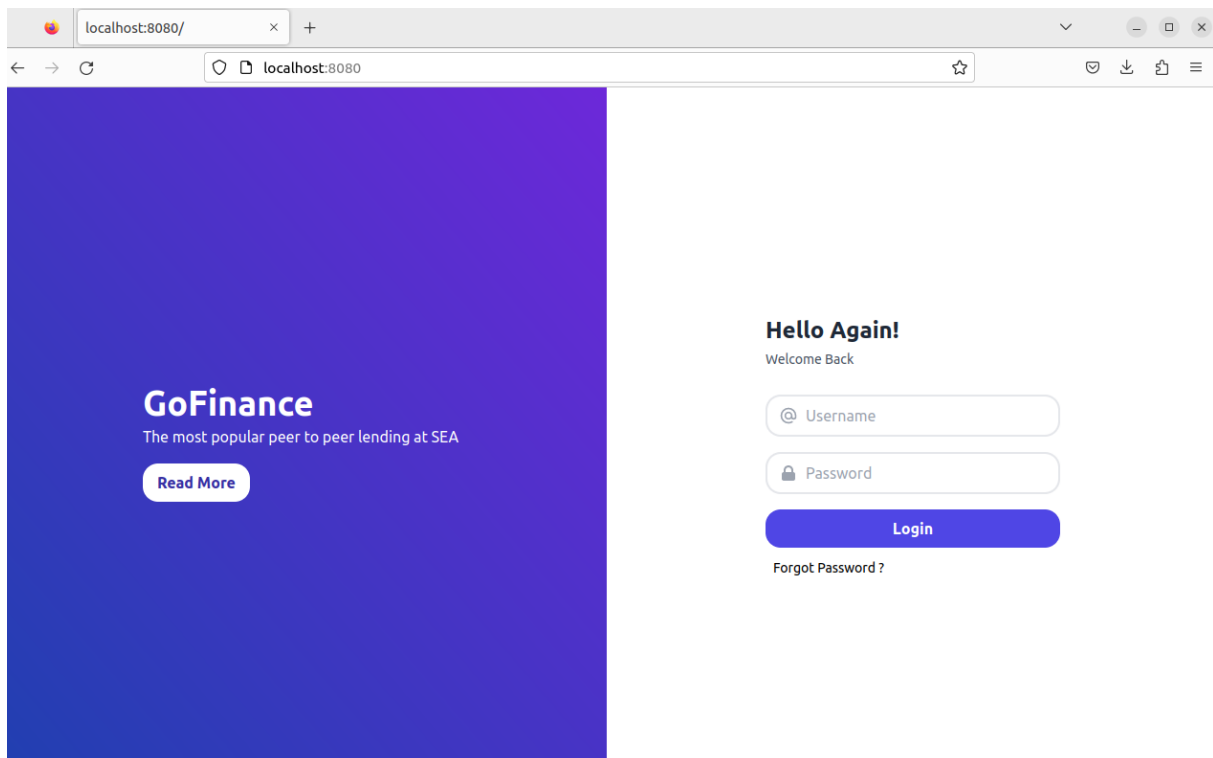 localhost:8080/
localhost:8080
GoFinance
The most popular peer to peer lending at SEA
Read More
Hello Again!
Welcome Back
@ Username
Password
Login
Forgot Password ?